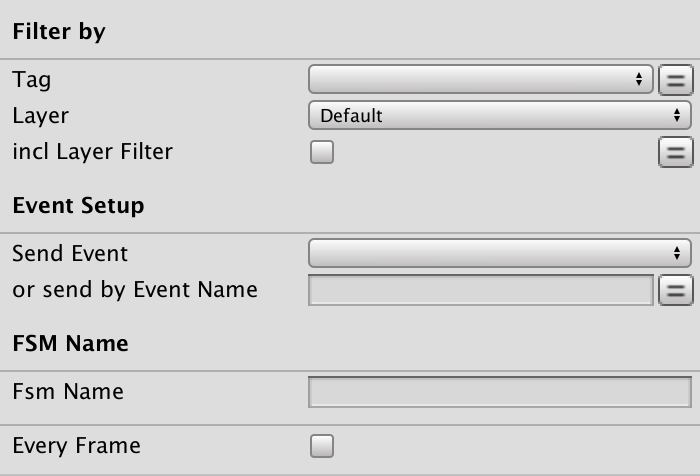 Filter by
Tag
Layer Default
incl Layer Filter
Event Setup
Send Event
or send by Event Name
FSM Name
Fsm Name
Every Frame